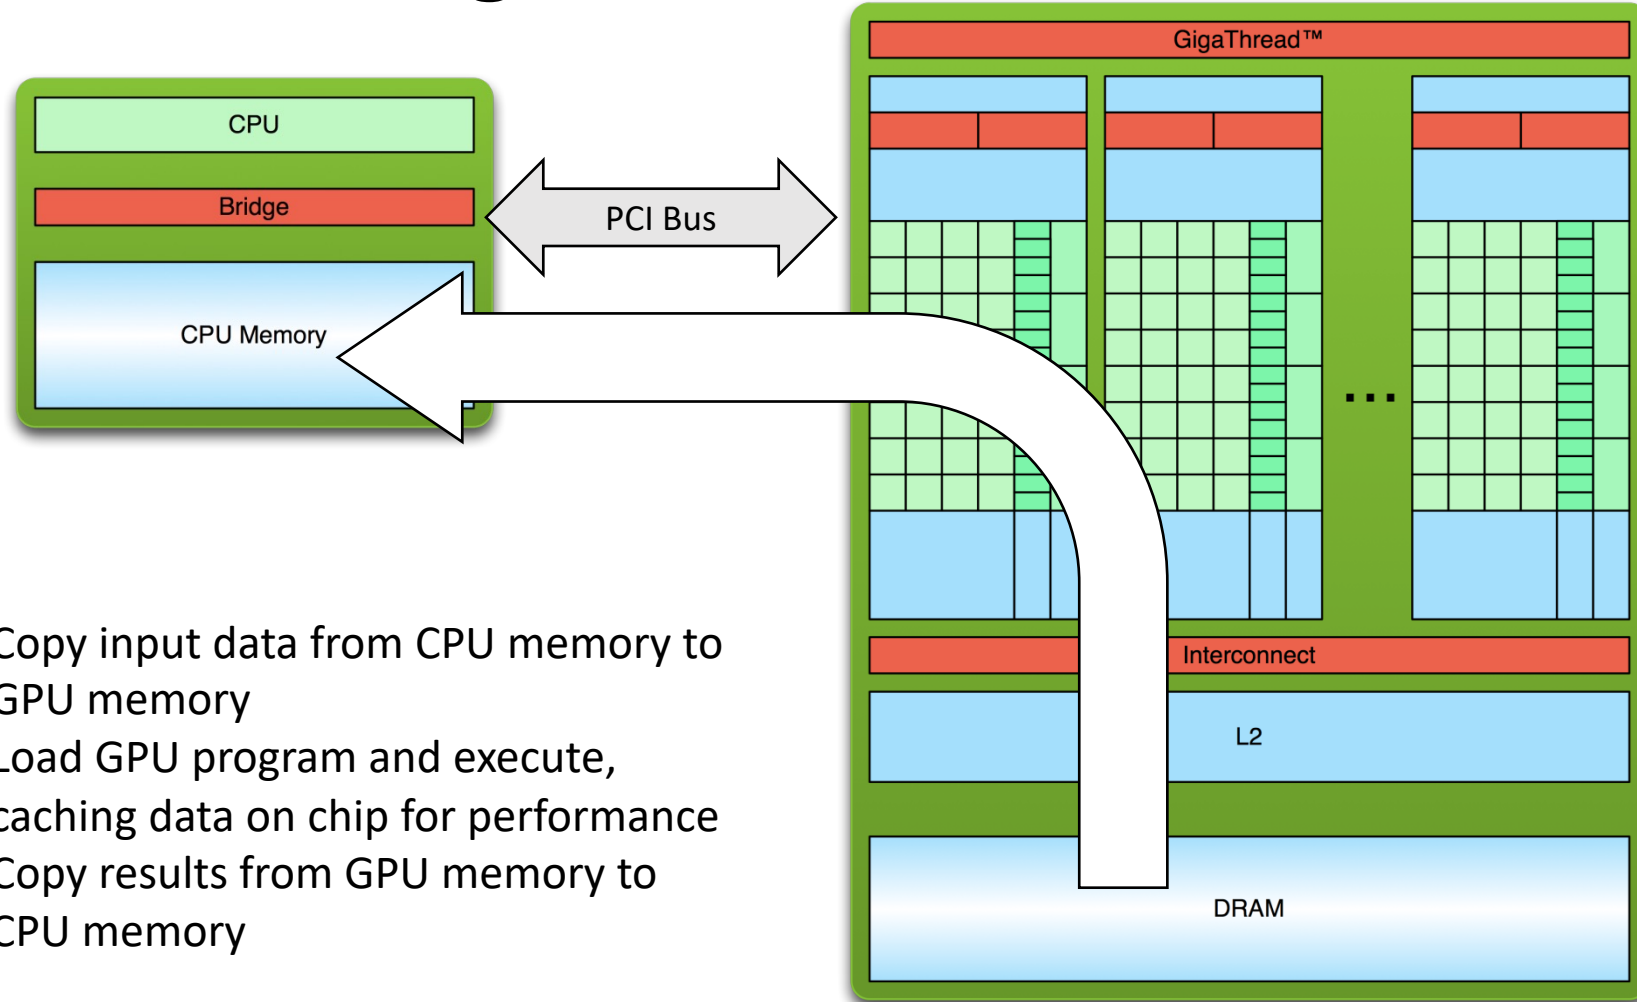 GigaThread™
CPU
Bridge
PCI Bus
CPU Memory
...
Interconnect
L2
DRAM
Copy input data from CPU memory to
GPU memory
Load GPU program and execute,
caching data on chip for performance
Copy results from GPU memory to
CPU memory